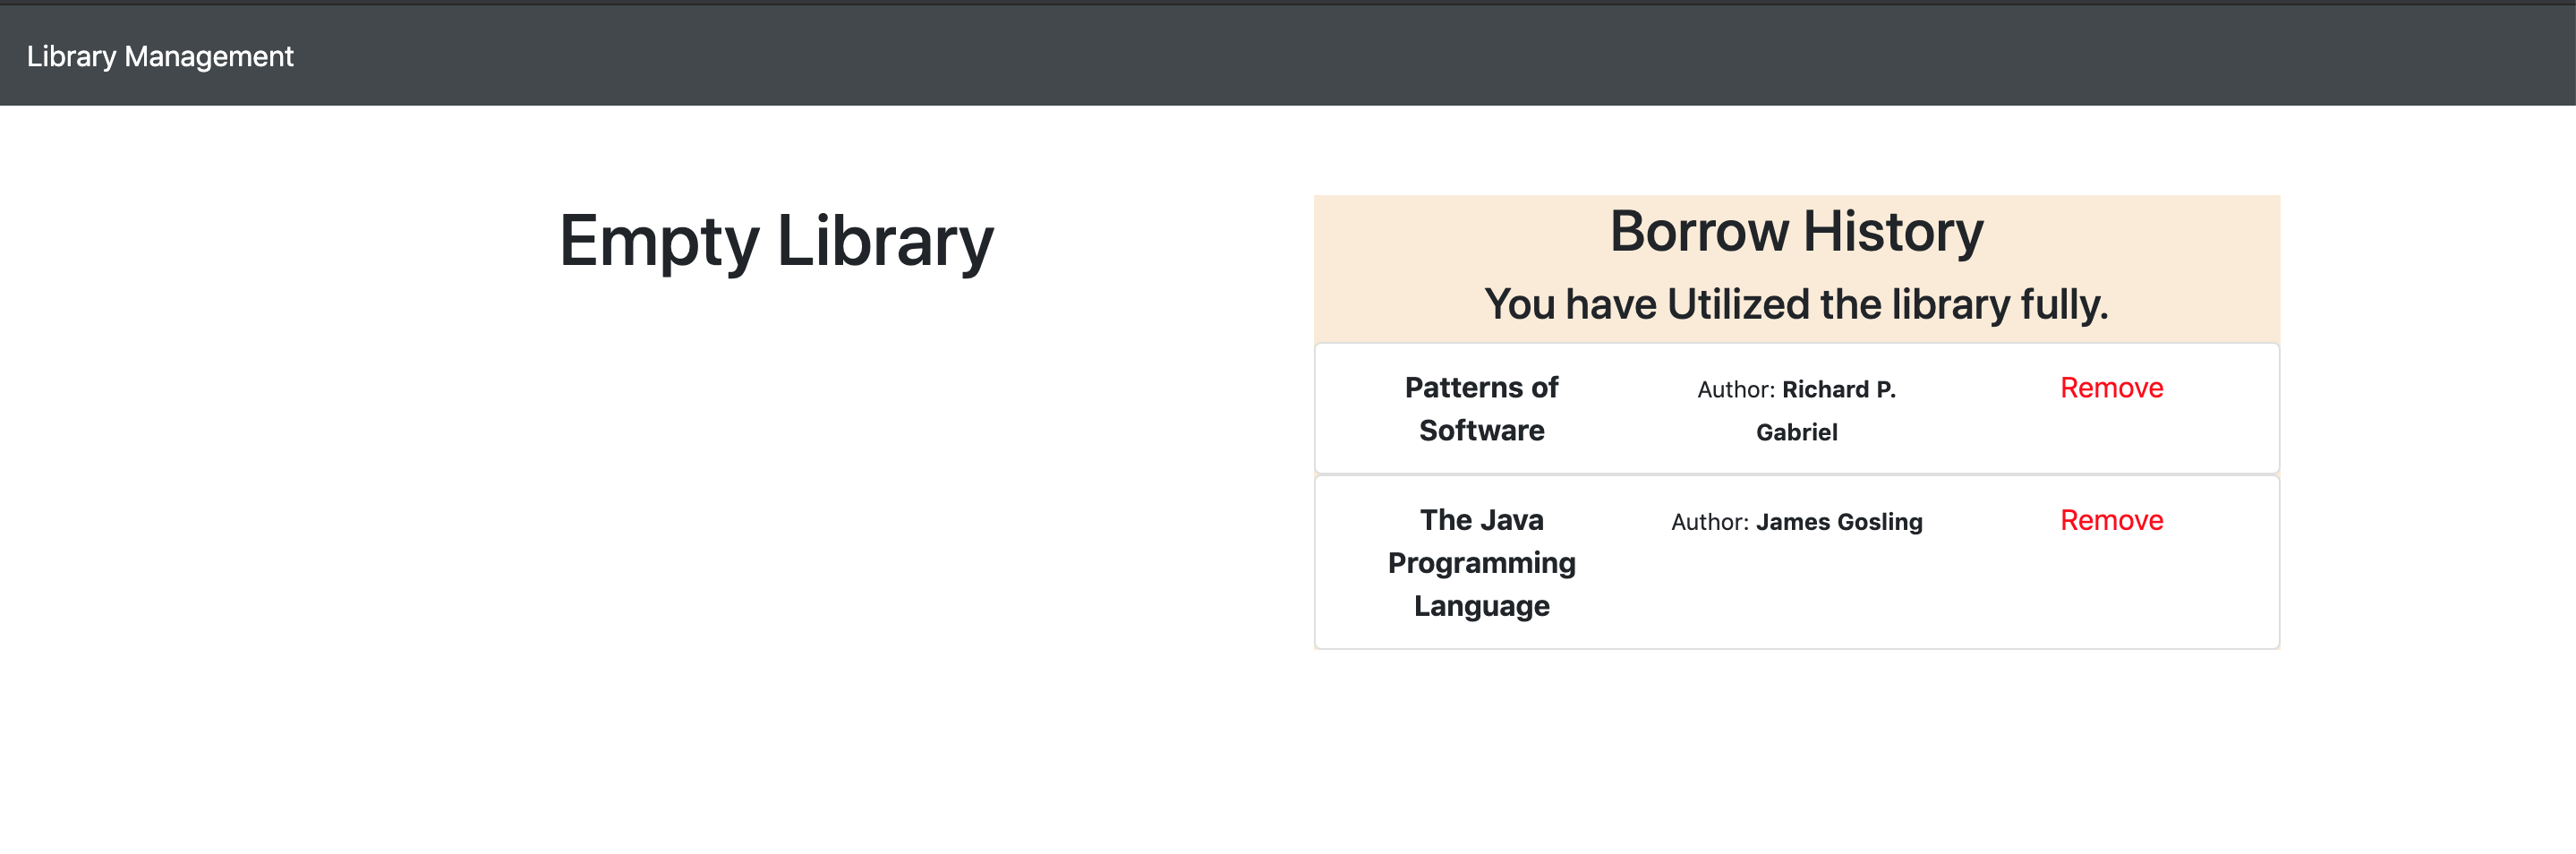 Library Management
Empty Library
Borrow History
You have Utilized the library fully.
Patterns of
Software
Author: Richard P.
Gabriel
Remove
The Java
Programming
Language
Author: James Gosling
Remove